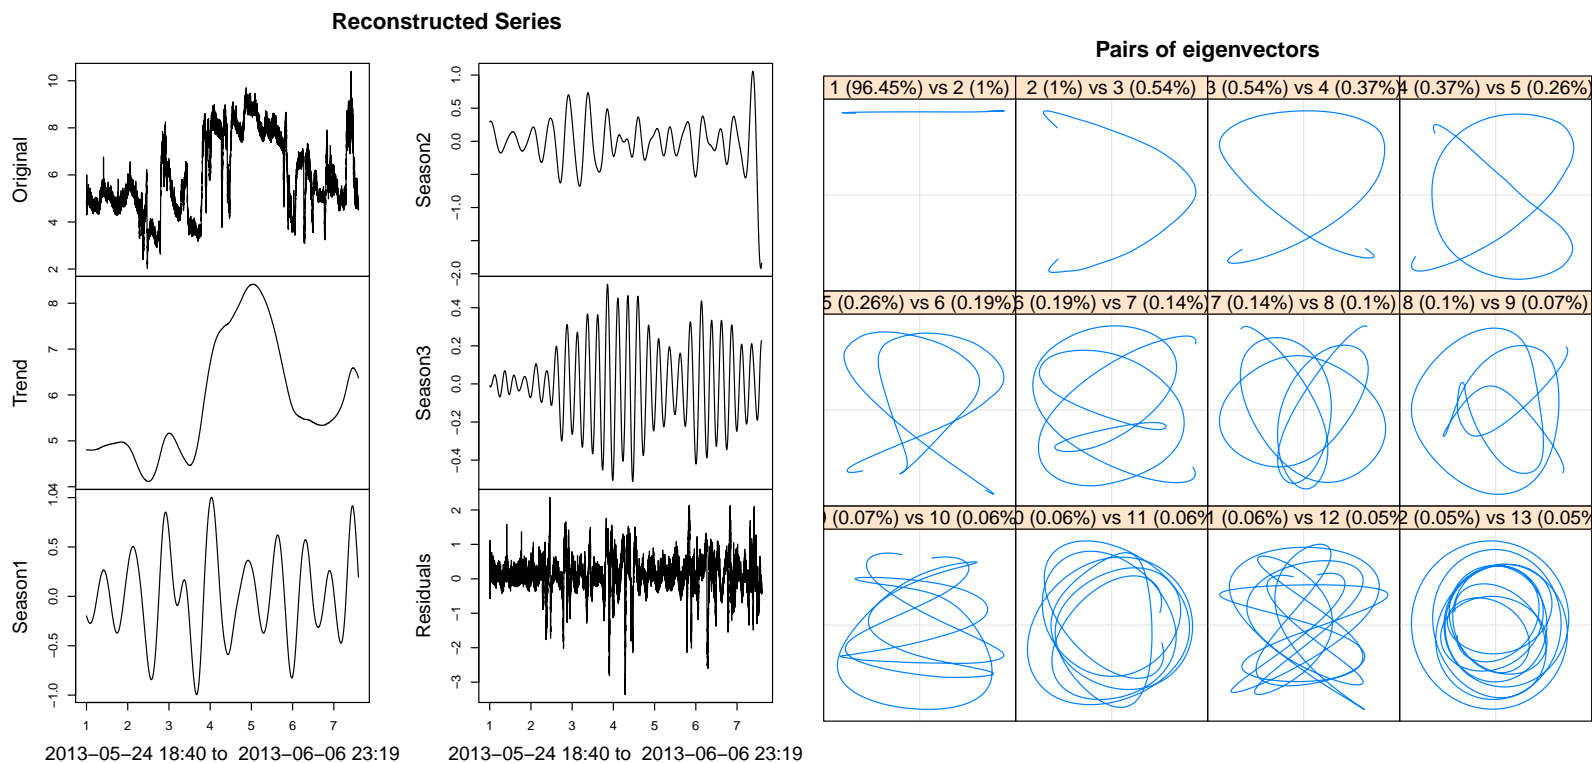 Reconstructed Series
Original
10
8
6
4
2
Trend
8
7
6
5
4
Season1
1.0
0.5
0.0
−0.5
−1.0
1 2 3 4 5 6 7
2013−05−24 18:40 to 2013−06−06 23:19
Season2
1.0
0.5
0.0
−1.0
−2.0
Season3
0.4
0.2
0.0
−0.2
−0.4
Residuals
2
1
0
−1
−2
−3
1 2 3 4 5 6 7
2013−05−24 18:40 to 2013−06−06 23:19
Pairs of eigenvectors
1 (96.45%) vs 2 (1%) 2 (1%) vs 3 (0.54%) 3 (0.54%) vs 4 (0.37%) 4 (0.37%) vs 5 (0.26%)
5 (0.26%) vs 6 (0.19%) 6 (0.19%) vs 7 (0.14%) 7 (0.14%) vs 8 (0.1%) 8 (0.1%) vs 9 (0.07%)
(0.07%) vs 10 (0.06% (0.06%) vs 11 (0.06% (0.06%) vs 12 (0.05% (0.05%) vs 13 (0.05%